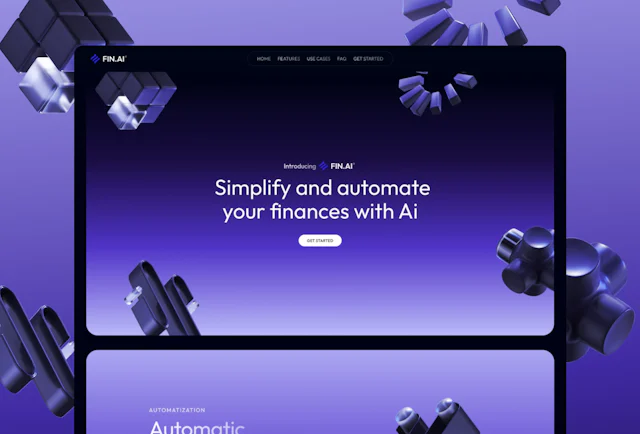 FIN.AI
HOME FEATURES USE CASES FAQ GET STARTED
Introducing FIN.AI
Simplify and automate
your finances with Ai
GET STARTED
AUTOMATIZATION
Automatic